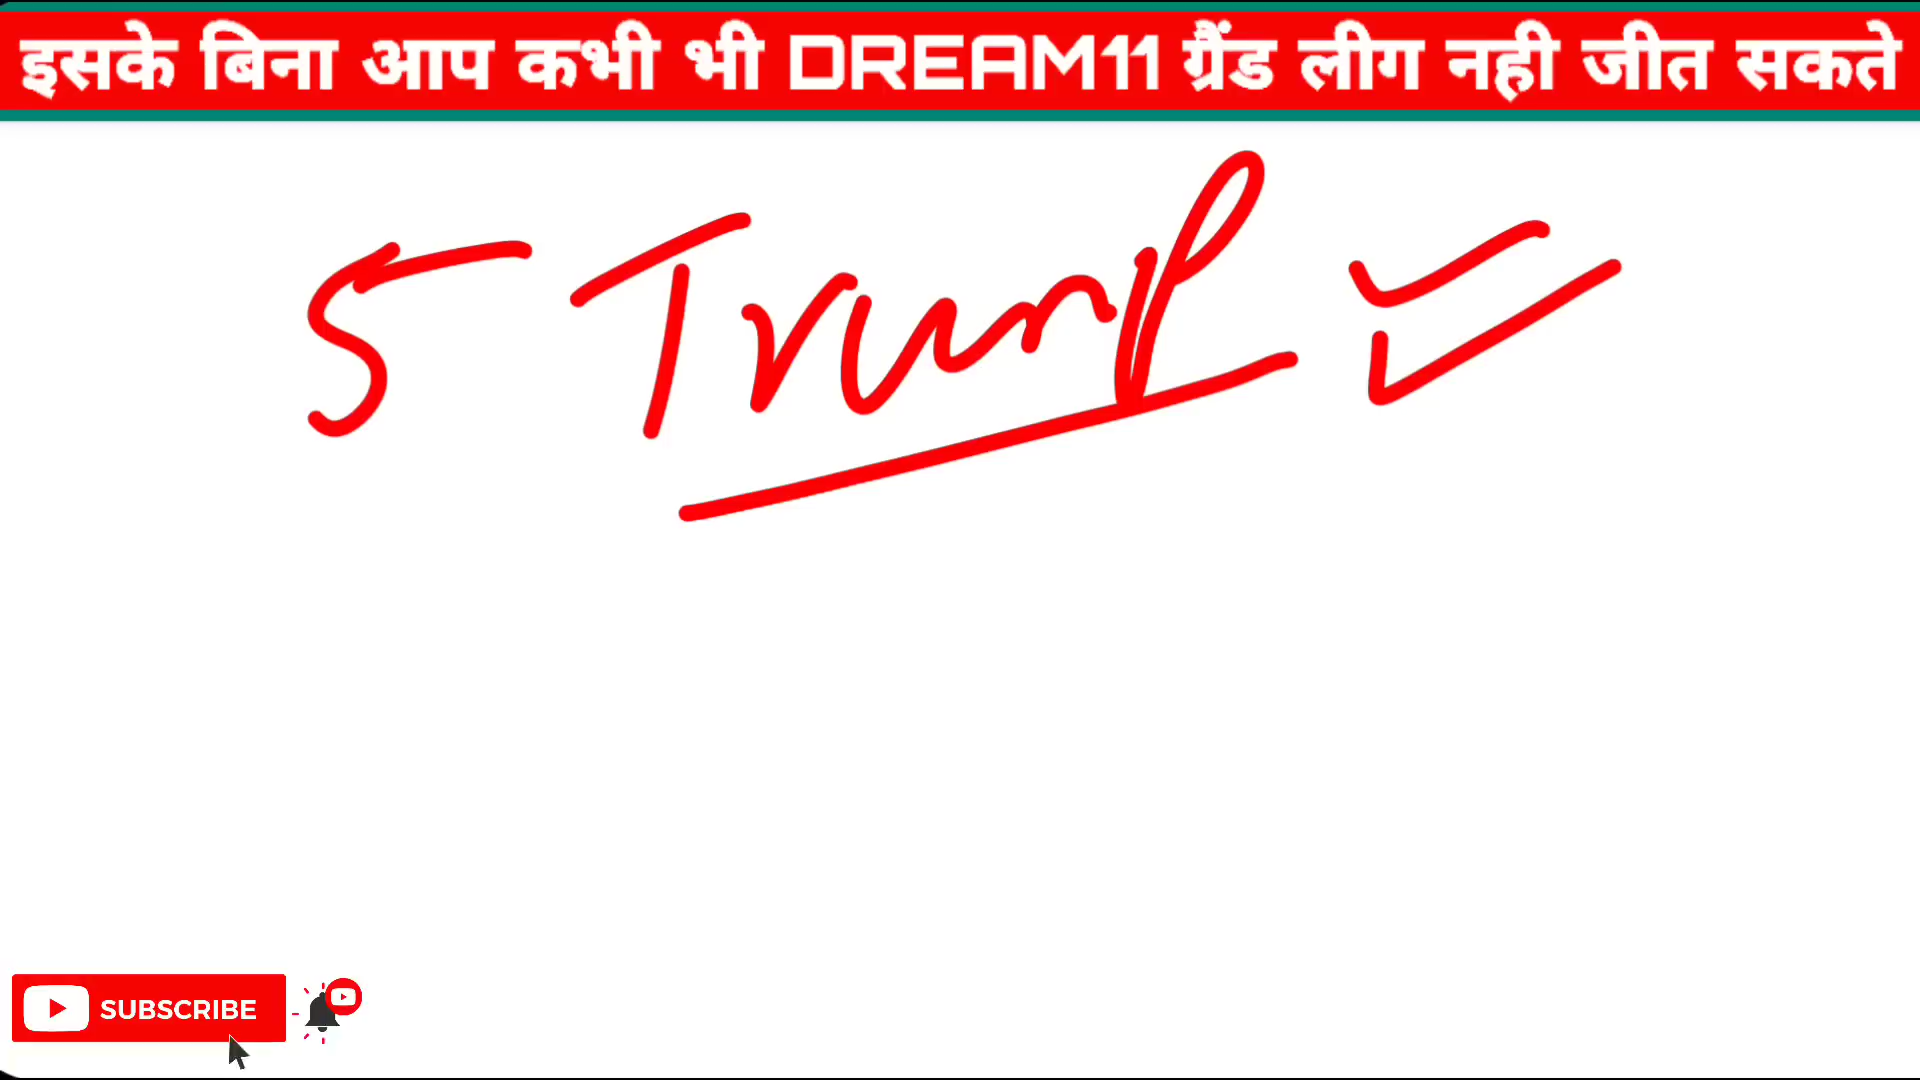 इसके बिना आप कभी भी DREAM11 ग्रैंड लीग नही जीत सकते
5 Trump
SUBSCRIBE